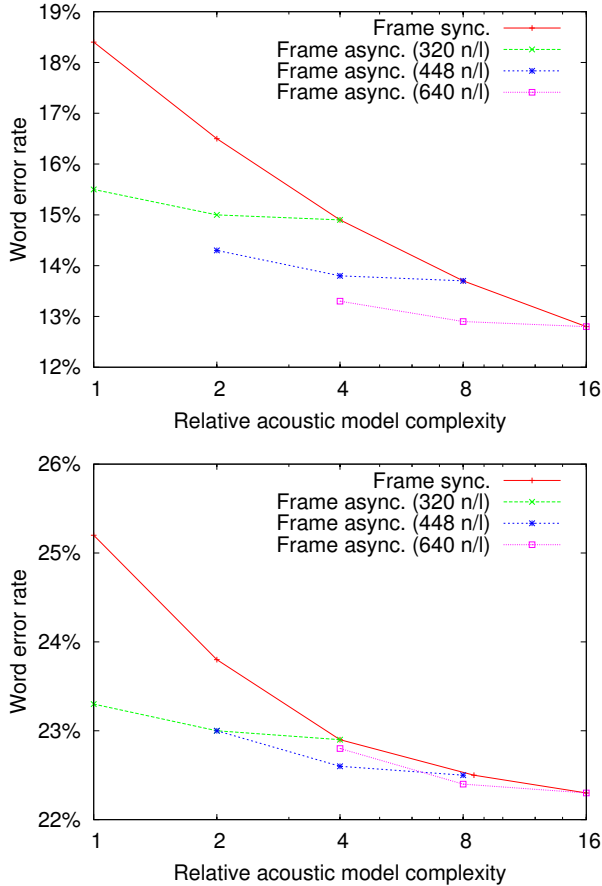 19%
18%
17%
16%
15%
14%
13%
12%
Word error rate
Frame sync.
Frame async. (320 n/l)
Frame async. (448 n/l)
Frame async. (640 n/l)
1 2 4 8 16
Relative acoustic model complexity
26%
25%
24%
23%
22%
Word error rate
Frame sync.
Frame async. (320 n/l)
Frame async. (448 n/l)
Frame async. (640 n/l)
1 2 4 8 16
Relative acoustic model complexity